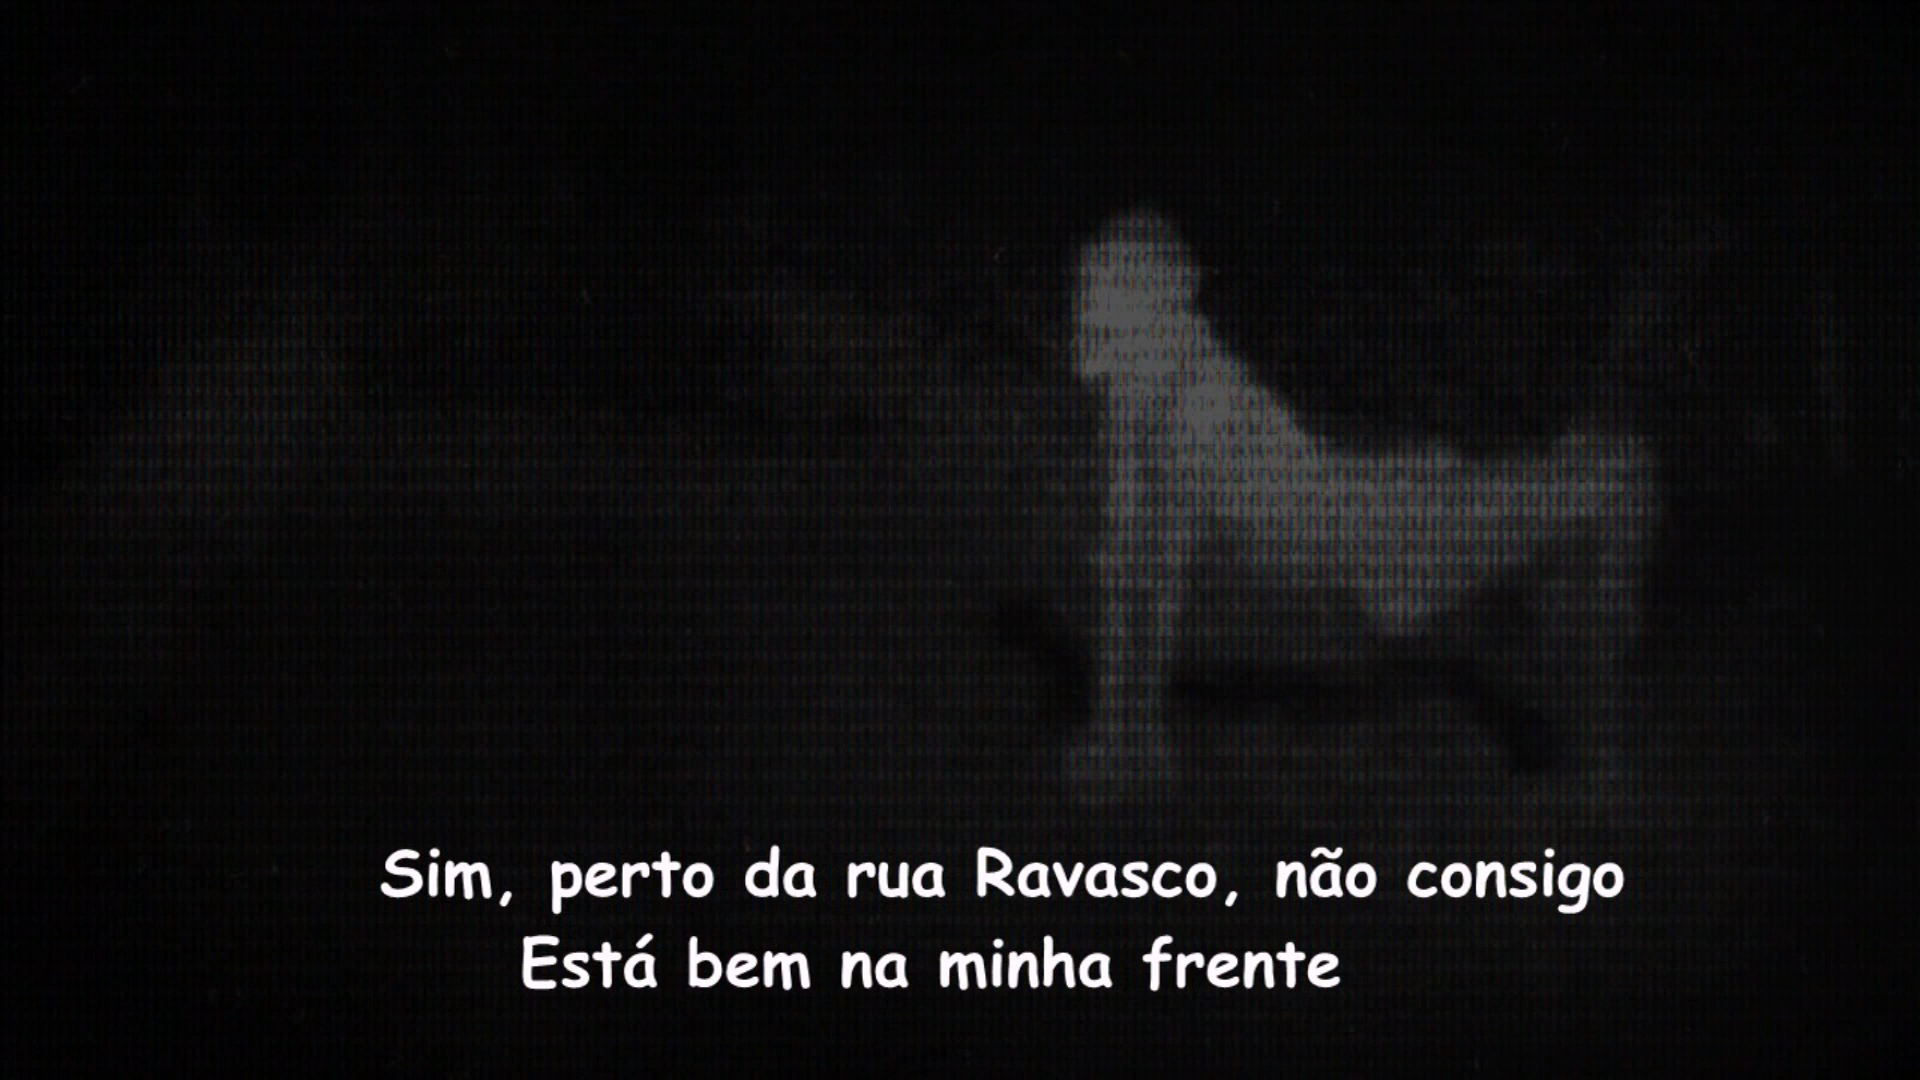 Sim, perto da rua Ravasco, não consigo
Está bem na minha frente